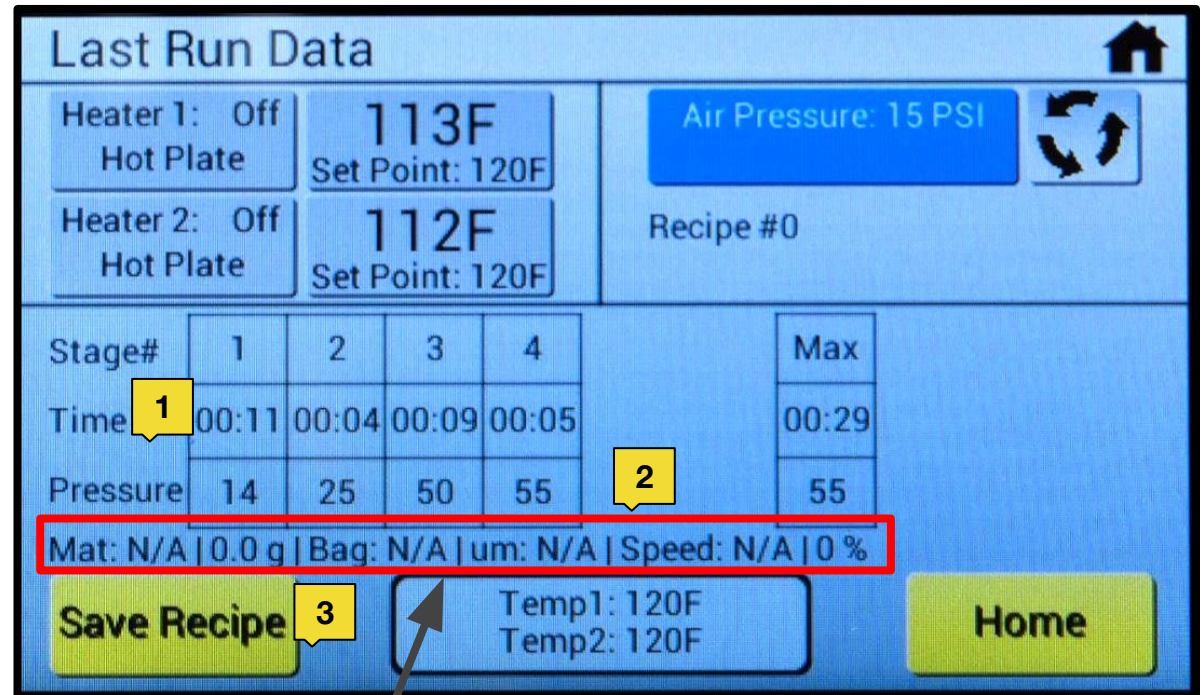 Last Run Data
Heater 1: Off
Hot Plate
113F
Set Point: 120F
Air Pressure: 15 PSI
Heater 2: Off
Hot Plate
112F
Set Point: 120F
Recipe #0
Stage# 1 2 3 4 Max
Time 1 00:11 00:04 00:09 00:05 00:29
2
Pressure 14 25 50 55 55
Mat: N/A | 0.0 g | Bag: N/A | um: N/A | Speed: N/A | 0 %
Save Recipe 3
Temp1: 120F
Temp2: 120F
Home